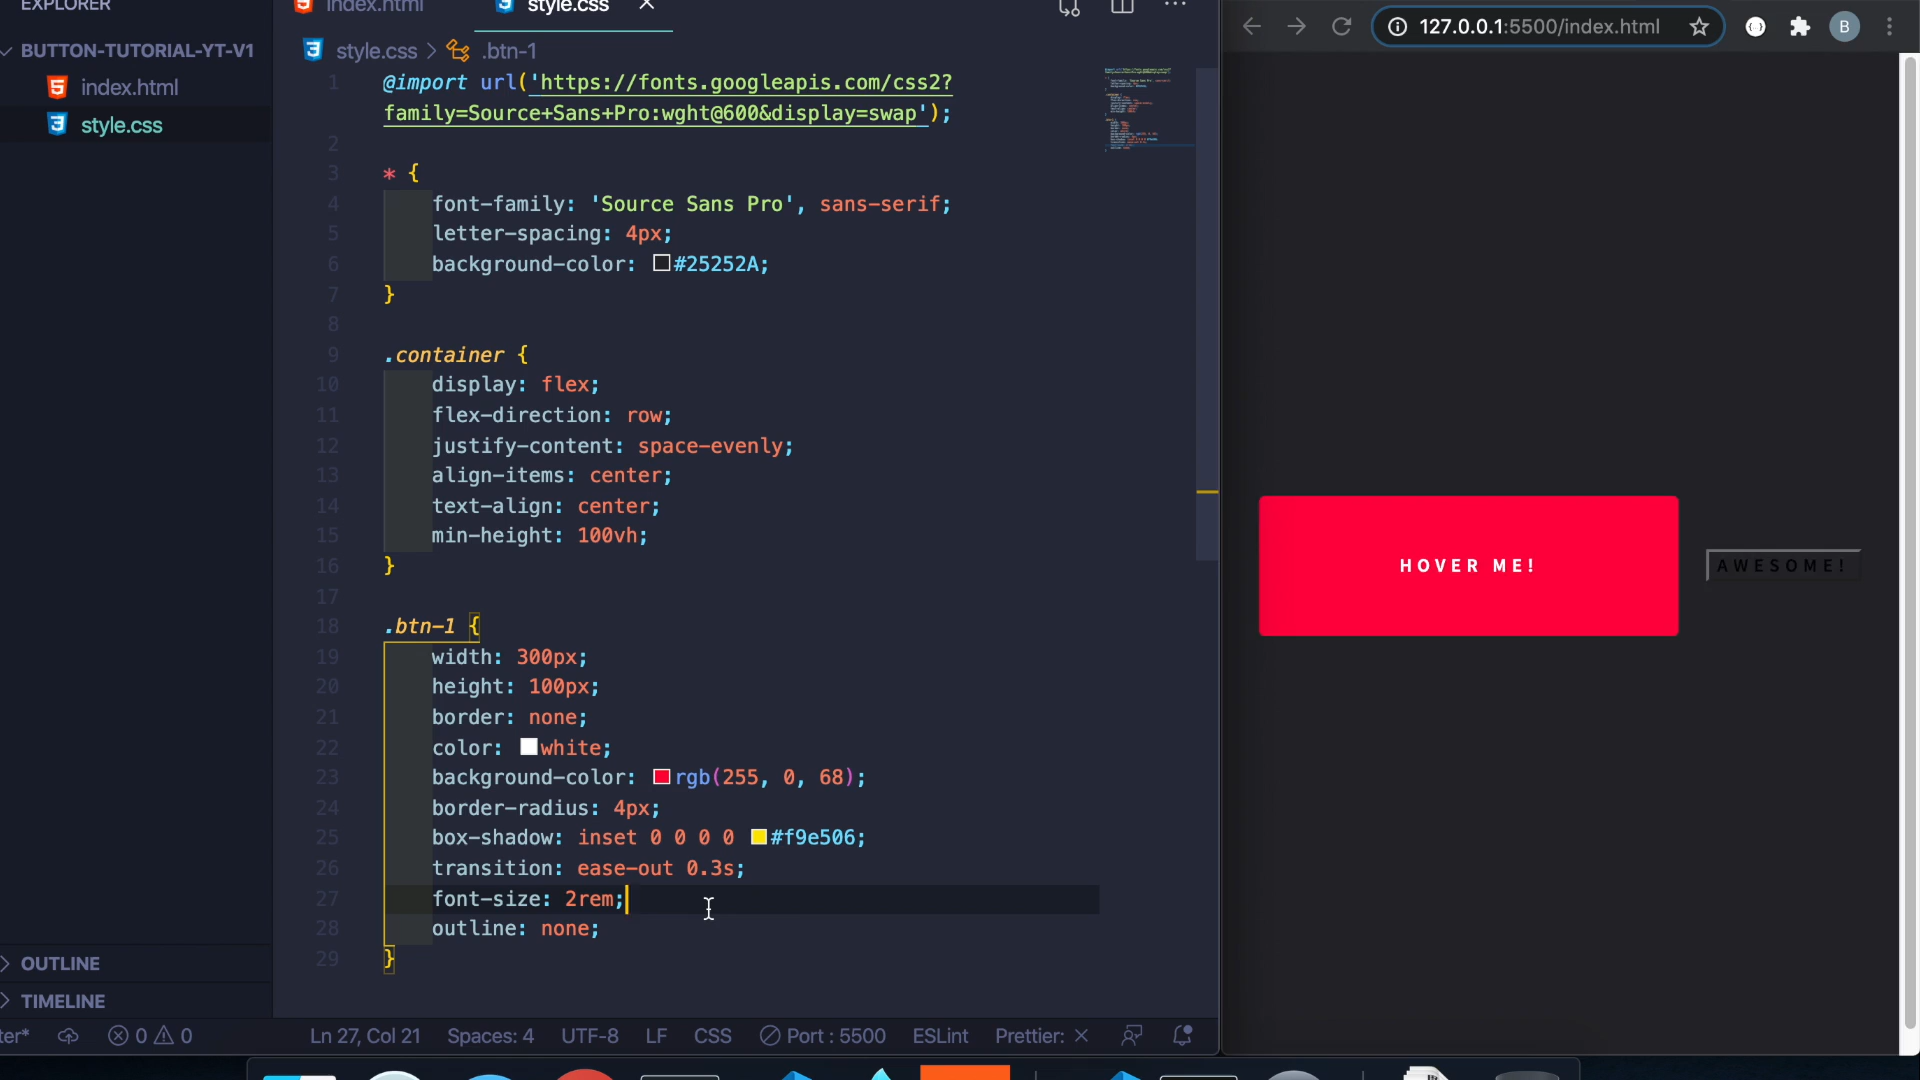 EXPLORER
index.html
style.css
127.0.0.1:5500/index.html
B
BUTTON-TUTORIAL-YT-V1
index.html
style.css
style.css > .btn-1
1 @import url('https://fonts.googleapis.com/css2?
family=Source+Sans+Pro:wght@600&display=swap');
2
3 * {
4 font-family: 'Source Sans Pro', sans-serif;
5 letter-spacing: 4px;
6 background-color: #25252A;
7 }
8
9 .container {
10 display: flex;
11 flex-direction: row;
12 justify-content: space-evenly;
13 align-items: center;
14 text-align: center;
15 min-height: 100vh;
16 }
17
18 .btn-1 {
19 width: 300px;
20 height: 100px;
21 border: none;
22 color: white;
23 background-color: rgb(255, 0, 68);
24 border-radius: 4px;
25 box-shadow: inset 0 0 0 0 #f9e506;
26 transition: ease-out 0.3s;
27 font-size: 2rem;
28 outline: none;
29 }
HOVER ME!
AWESOME!
OUTLINE
TIMELINE
ter* 0 0 Ln 27, Col 21 Spaces: 4 UTF-8 LF CSS Port : 5500 ESLint Prettier: ×